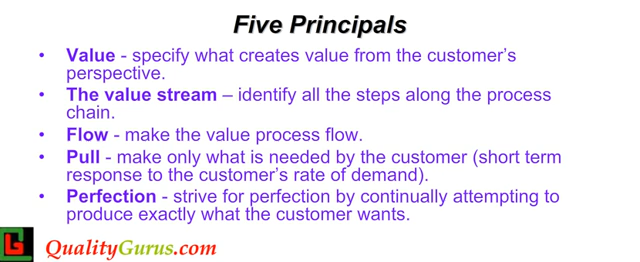 Five Principals
• Value - specify what creates value from the customer's
perspective.
• The value stream – identify all the steps along the process
chain.
• Flow - make the value process flow.
• Pull - make only what is needed by the customer (short term
response to the customer's rate of demand).
• Perfection - strive for perfection by continually attempting to
produce exactly what the customer wants.
QualityGurus.com